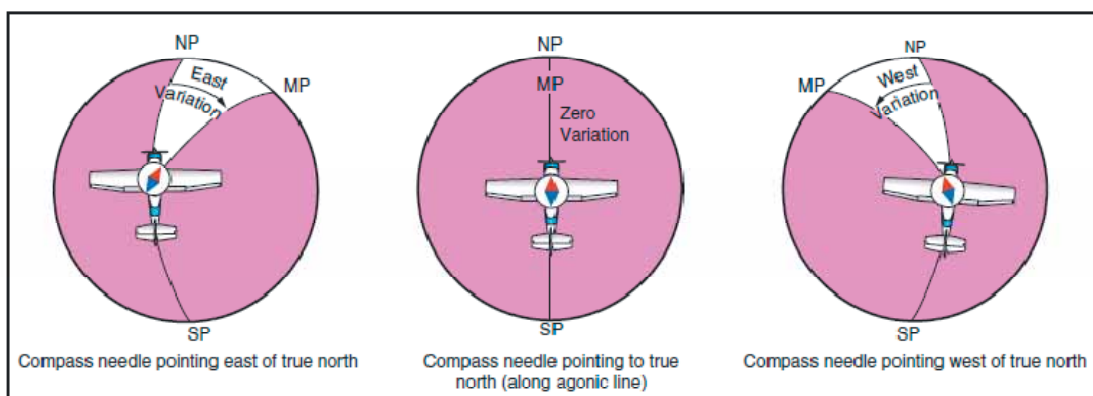 NP
MP
East
Variation
SP
Compass needle pointing east of true north
NP
MP
Zero
Variation
SP
Compass needle pointing to true
north (along agonic line)
NP
MP
West
Variation
SP
Compass needle pointing west of true north